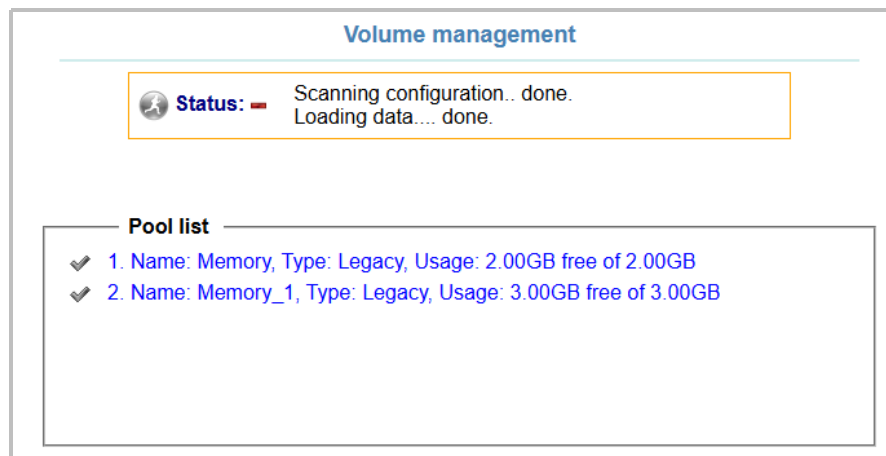 Volume management
Status:
Scanning configuration.. done.
Loading data.... done.
Pool list
1. Name: Memory, Type: Legacy, Usage: 2.00GB free of 2.00GB
2. Name: Memory_1, Type: Legacy, Usage: 3.00GB free of 3.00GB